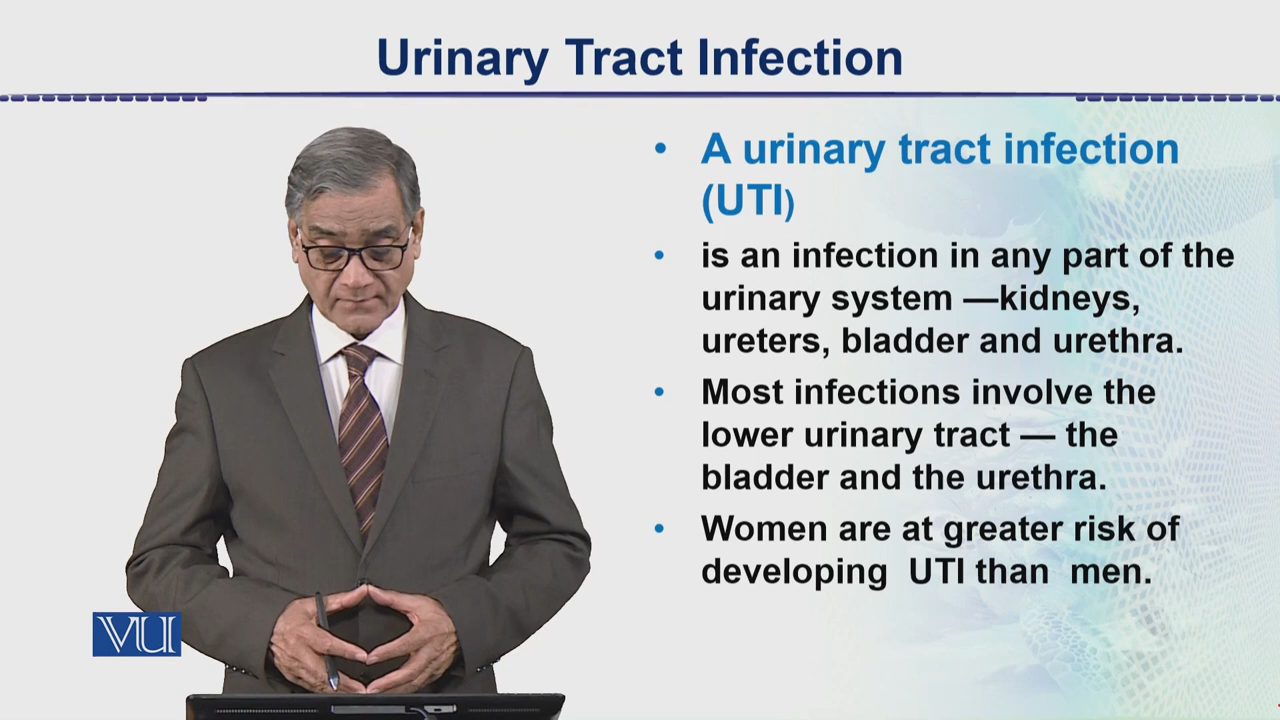 Urinary Tract Infection
• A urinary tract infection
(UTI)
• is an infection in any part of the
urinary system —kidneys,
ureters, bladder and urethra.
• Most infections involve the
lower urinary tract — the
bladder and the urethra.
• Women are at greater risk of
developing  UTI than  men.
VU